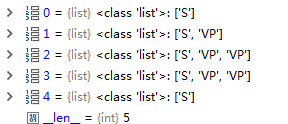 0 = {list} <class 'list'>: ['S']
1 = {list} <class 'list'>: ['S', 'VP']
2 = {list} <class 'list'>: ['S', 'VP', 'VP']
3 = {list} <class 'list'>: ['S', 'VP', 'VP']
4 = {list} <class 'list'>: ['S']
__len__ = {int} 5